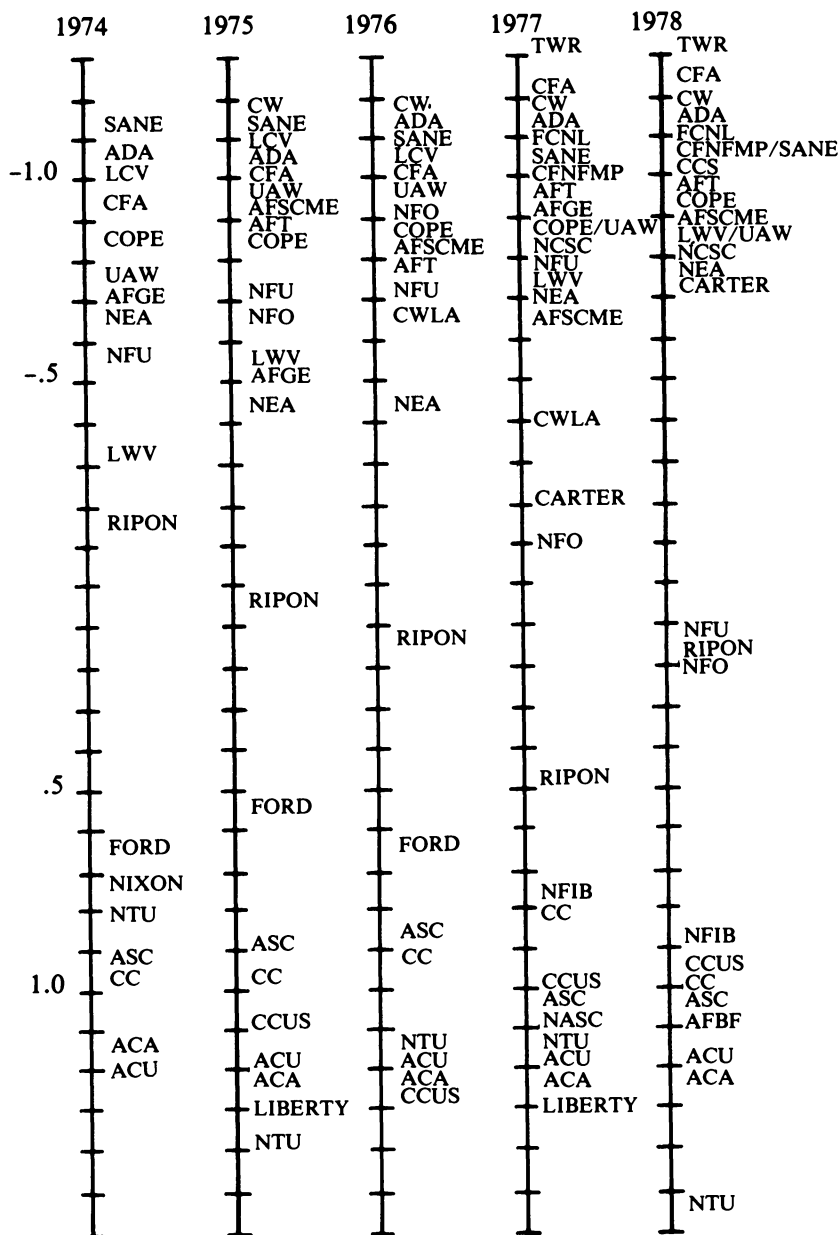 1974
SANE
ADA
LCV
CFA
COPE
UAW
AFGE
NEA
NFU
LWV
RIPON
FORD
NIXON
NTU
ASC
CC
ACA
ACU
-1.0
-.5
.5
1.0
1975
CW
SANE
LCV
ADA
CFA
UAW
AFSCME
AFT
COPE
NFU
NFO
LWV
AFGE
NEA
RIPON
FORD
ASC
CC
CCUS
ACU
ACA
LIBERTY
NTU
1976
CW
ADA
SANE
LCV
CFA
UAW
NFO
COPE
AFSCME
AFT
NFU
CWLA
NEA
RIPON
FORD
ASC
CC
NTU
ACU
ACA
CCUS
1977
TWR
CFA
CW
ADA
FCNL
SANE
CFNFMP
AFT
AFGE
COPE/UAW
NCSC
NFU
LWV
NEA
AFSCME
CWLA
CARTER
NFO
RIPON
NFIB
CC
CCUS
ASC
NASC
NTU
ACU
ACA
LIBERTY
1978
TWR
CFA
CW
ADA
FCNL
CFNFMP/SANE
CCS
AFT
COPE
AFSCME
LWV/UAW
NCSC
NEA
CARTER
NFU
RIPON
NFO
NFIB
CCUS
CC
ASC
AFBF
ACU
ACA
NTU